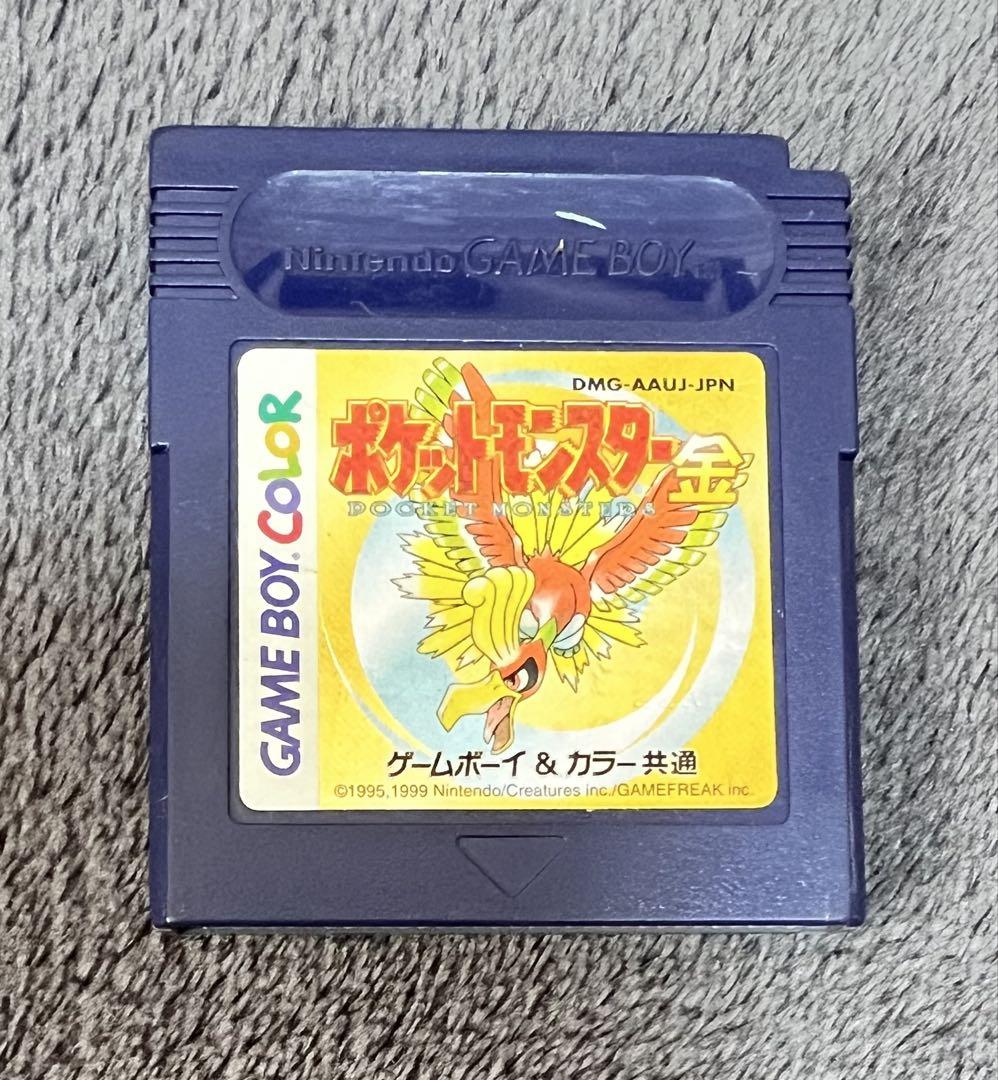 Nintendo GAME BOY
GAME BOY COLOR
DMG-AAUJ-JPN
ポケットモンスター金
POCKET MONSTERS
ゲームボーイ & カラー共通
©1995,1999 Nintendo/Creatures inc./GAMEFREAK inc.